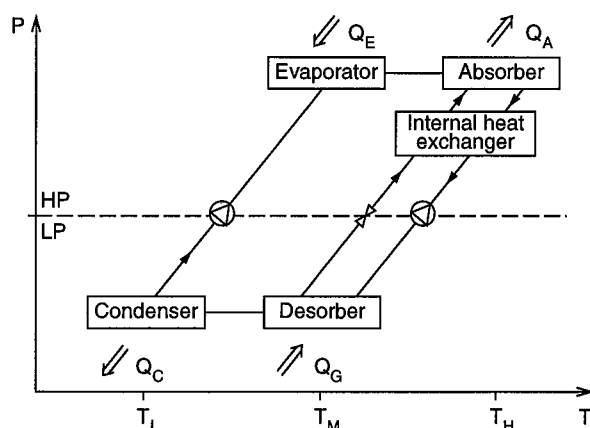 P
Q_E
Q_A
Evaporator
Absorber
Internal heat
exchanger
HP
LP
Condenser
Desorber
Q_C
Q_G
T_L
T_M
T_H
T